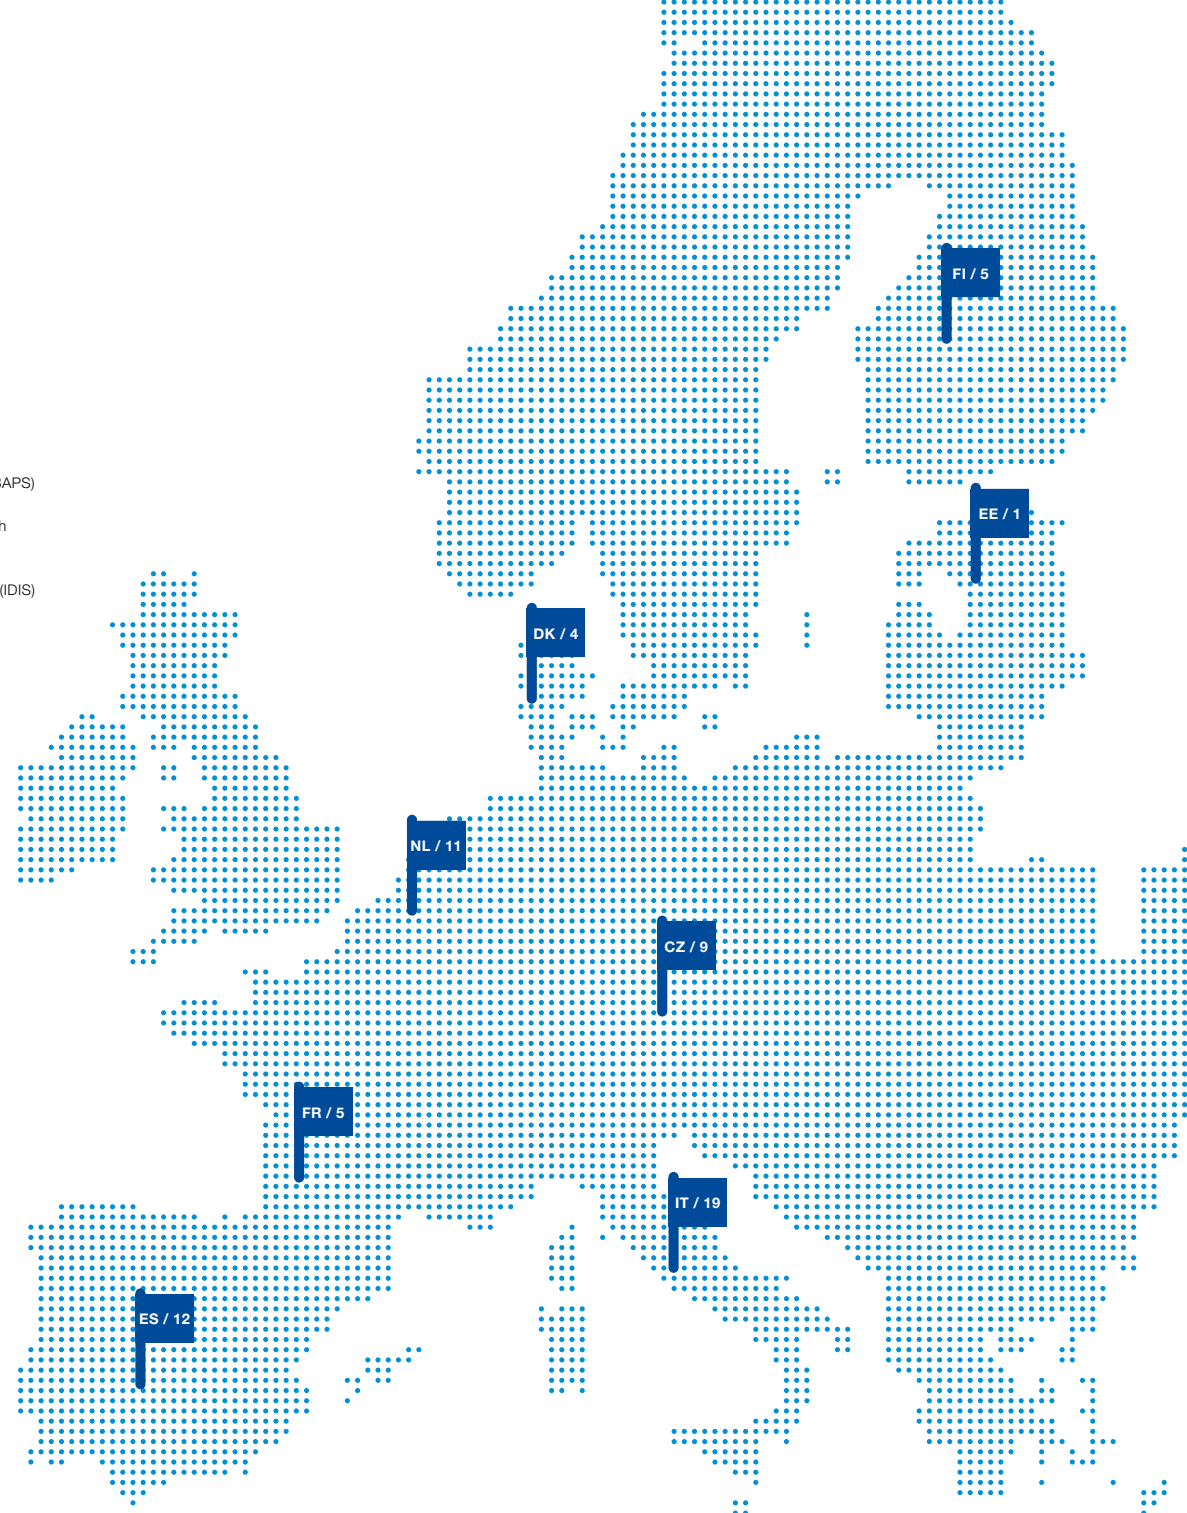 FI / 5
APS)
EE / 1
h
(IDIS)
DK / 4
NL / 11
CZ / 9
FR / 5
IT / 19
ES / 12